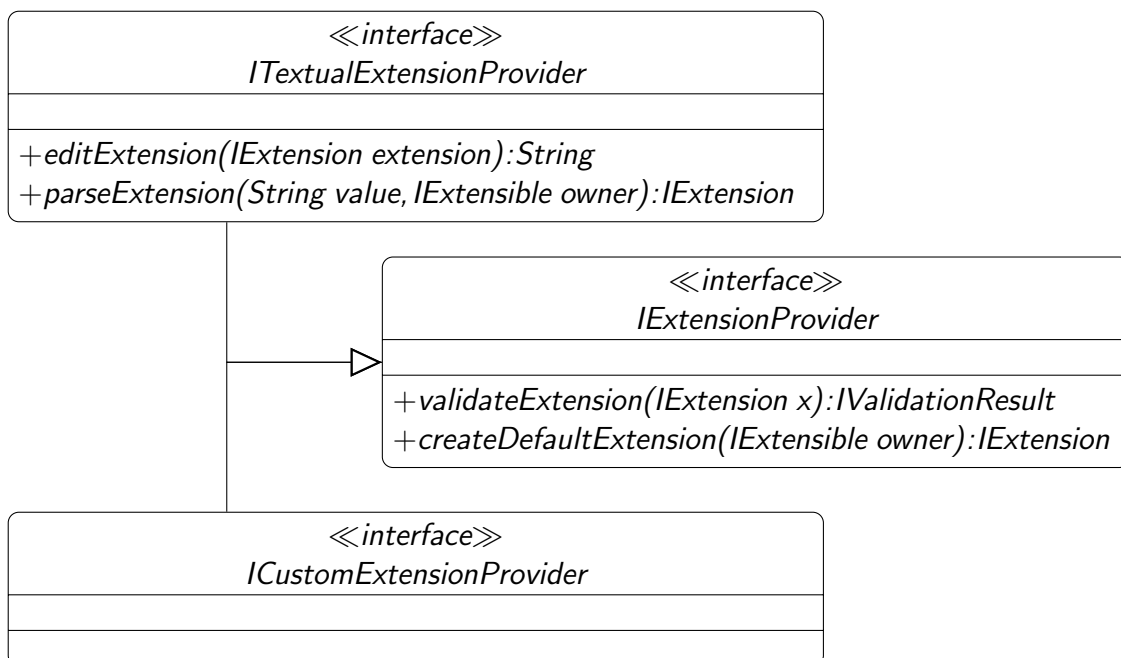 ≪interface≫
ITextualExtensionProvider
+editExtension(IExtension extension):String
+parseExtension(String value, IExtensible owner):IExtension
≪interface≫
IExtensionProvider
+validateExtension(IExtension x):IValidationResult
+createDefaultExtension(IExtensible owner):IExtension
≪interface≫
ICustomExtensionProvider